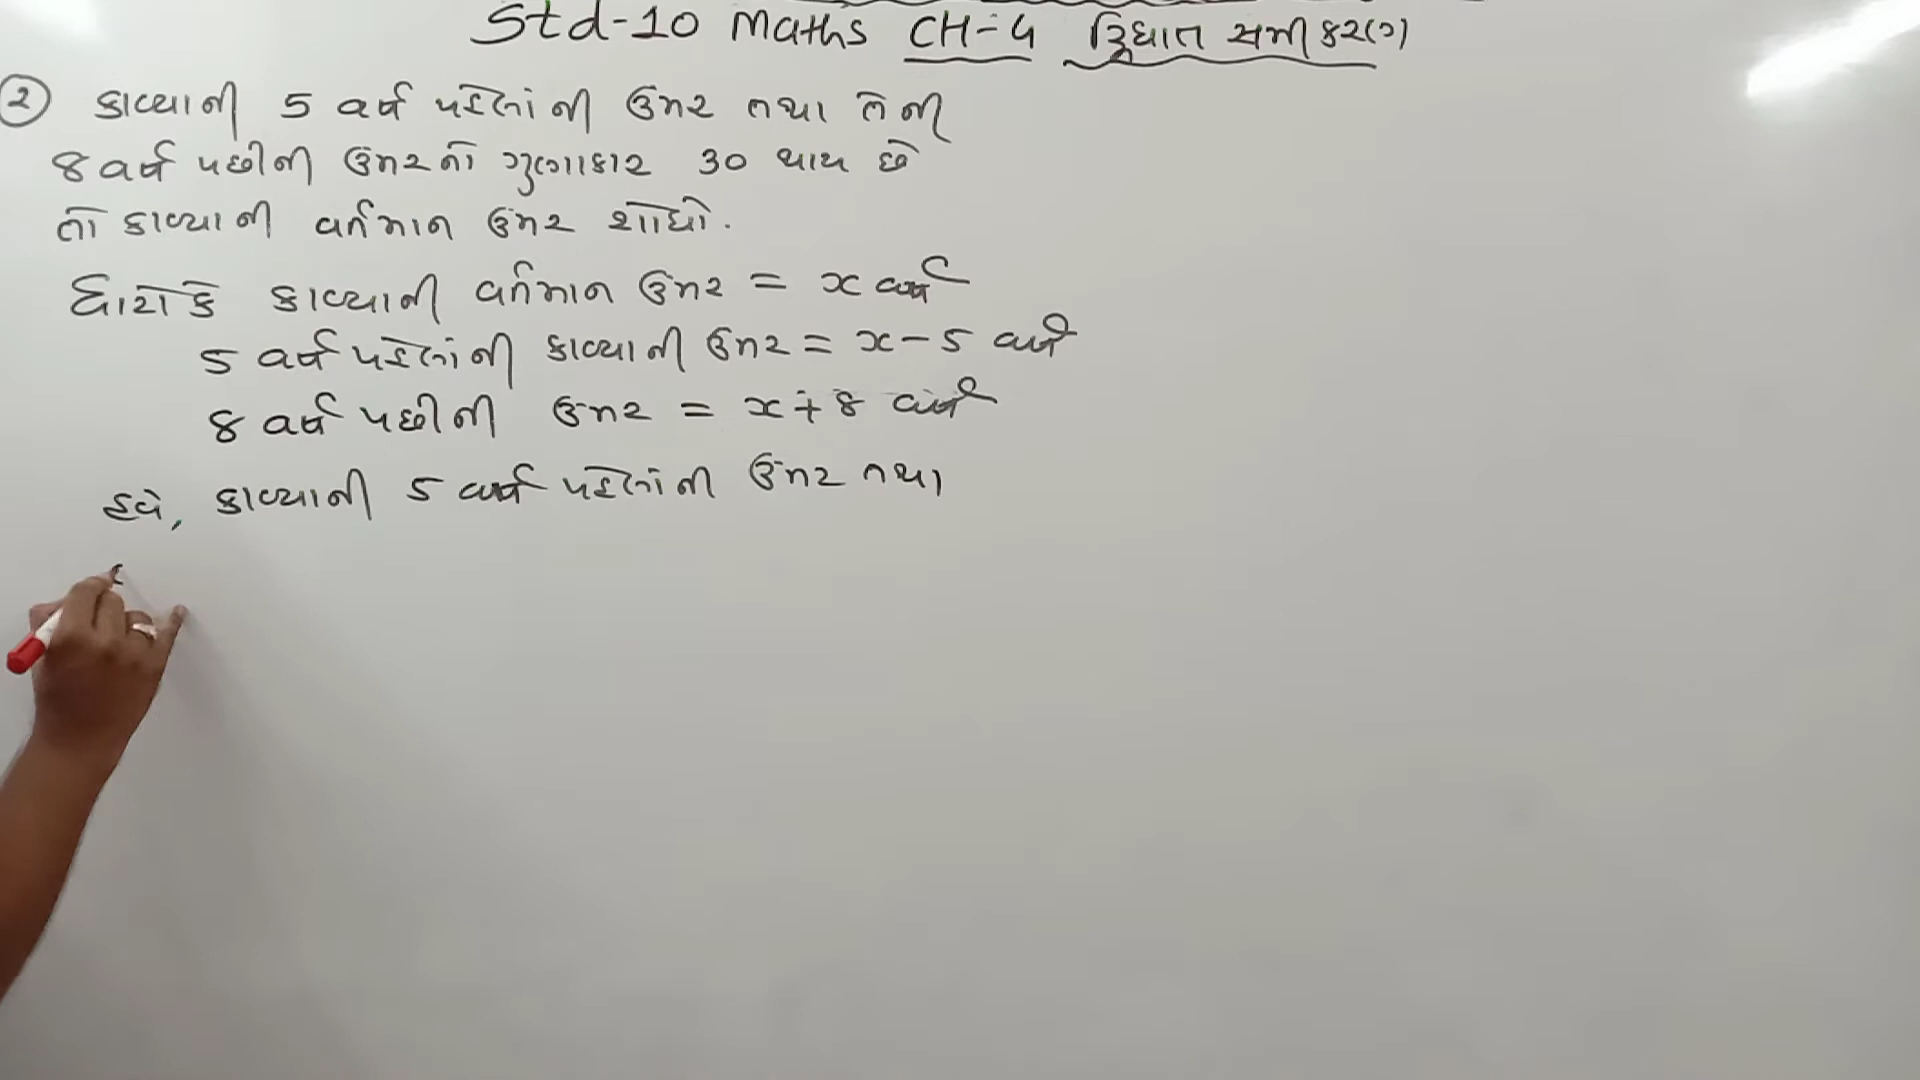 Std-10 Maths CH-4 દ્વિઘાત સમીકરણ
૨ કાવ્યાની 5 વર્ષ પહેલાંની ઉંમર તથા તેની
8 વર્ષ પછીની ઉંમરનો ગુણાકાર 30 થાય છે
તો કાવ્યાની વર્તમાન ઉંમર શોધો.
ધારો કે કાવ્યાની વર્તમાન ઉંમર = x વર્ષ
5 વર્ષ પહેલાંની કાવ્યાની ઉંમર = x - 5 વર્ષ
8 વર્ષ પછીની ઉંમર = x + 8 વર્ષ
હવે, કાવ્યાની 5 વર્ષ પહેલાંની ઉંમર તથા